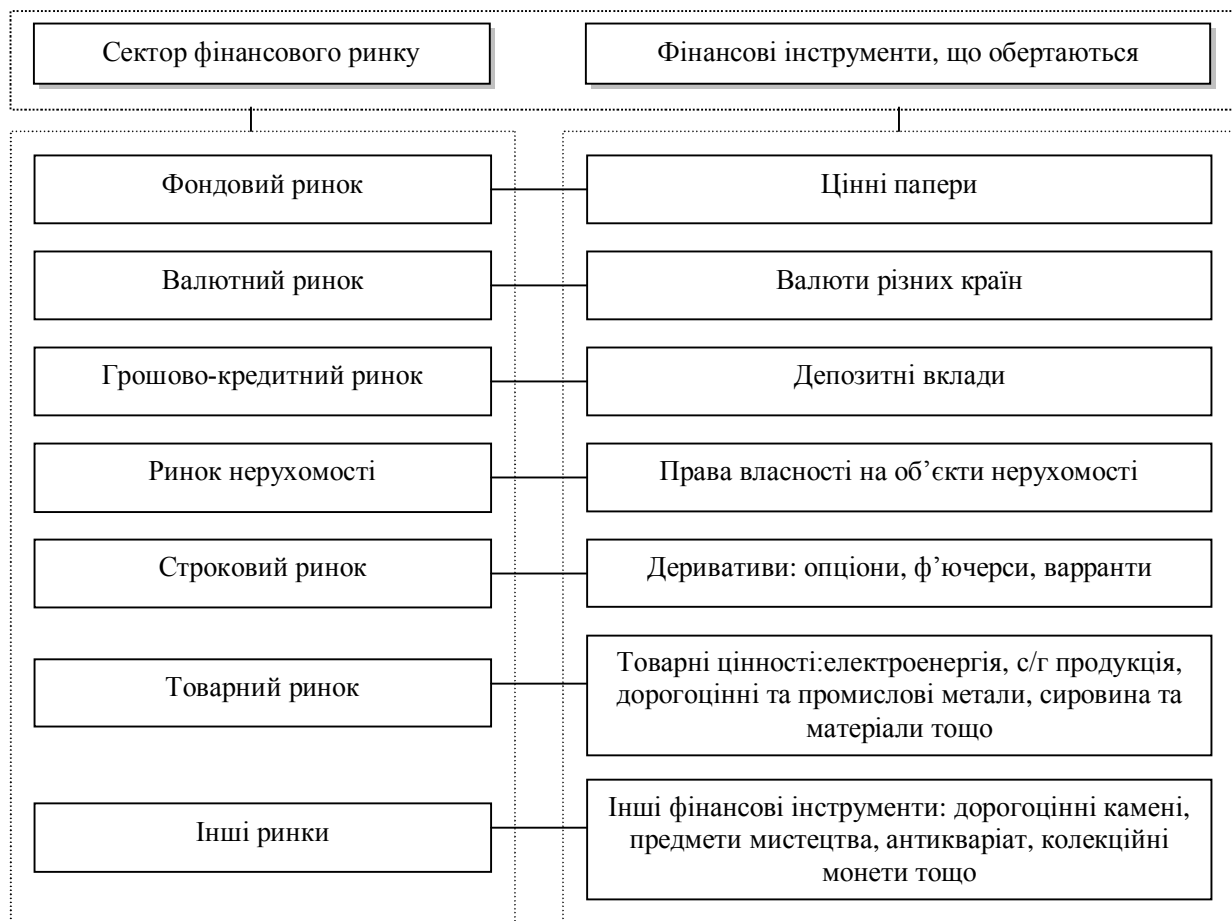 Сектор фінансового ринку
Фінансові інструменти, що обертаються
Фондовий ринок
Цінні папери
Валютний ринок
Валюти різних країн
Грошово-кредитний ринок
Депозитні вклади
Ринок нерухомості
Права власності на об’єкти нерухомості
Строковий ринок
Деривативи: опціони, ф’ючерси, варранти
Товарний ринок
Товарні цінності:електроенергія, с/г продукція,
дорогоцінні та промислові метали, сировина та
матеріали тощо
Інші ринки
Інші фінансові інструменти: дорогоцінні камені,
предмети мистецтва, антикваріат, колекційні
монети тощо